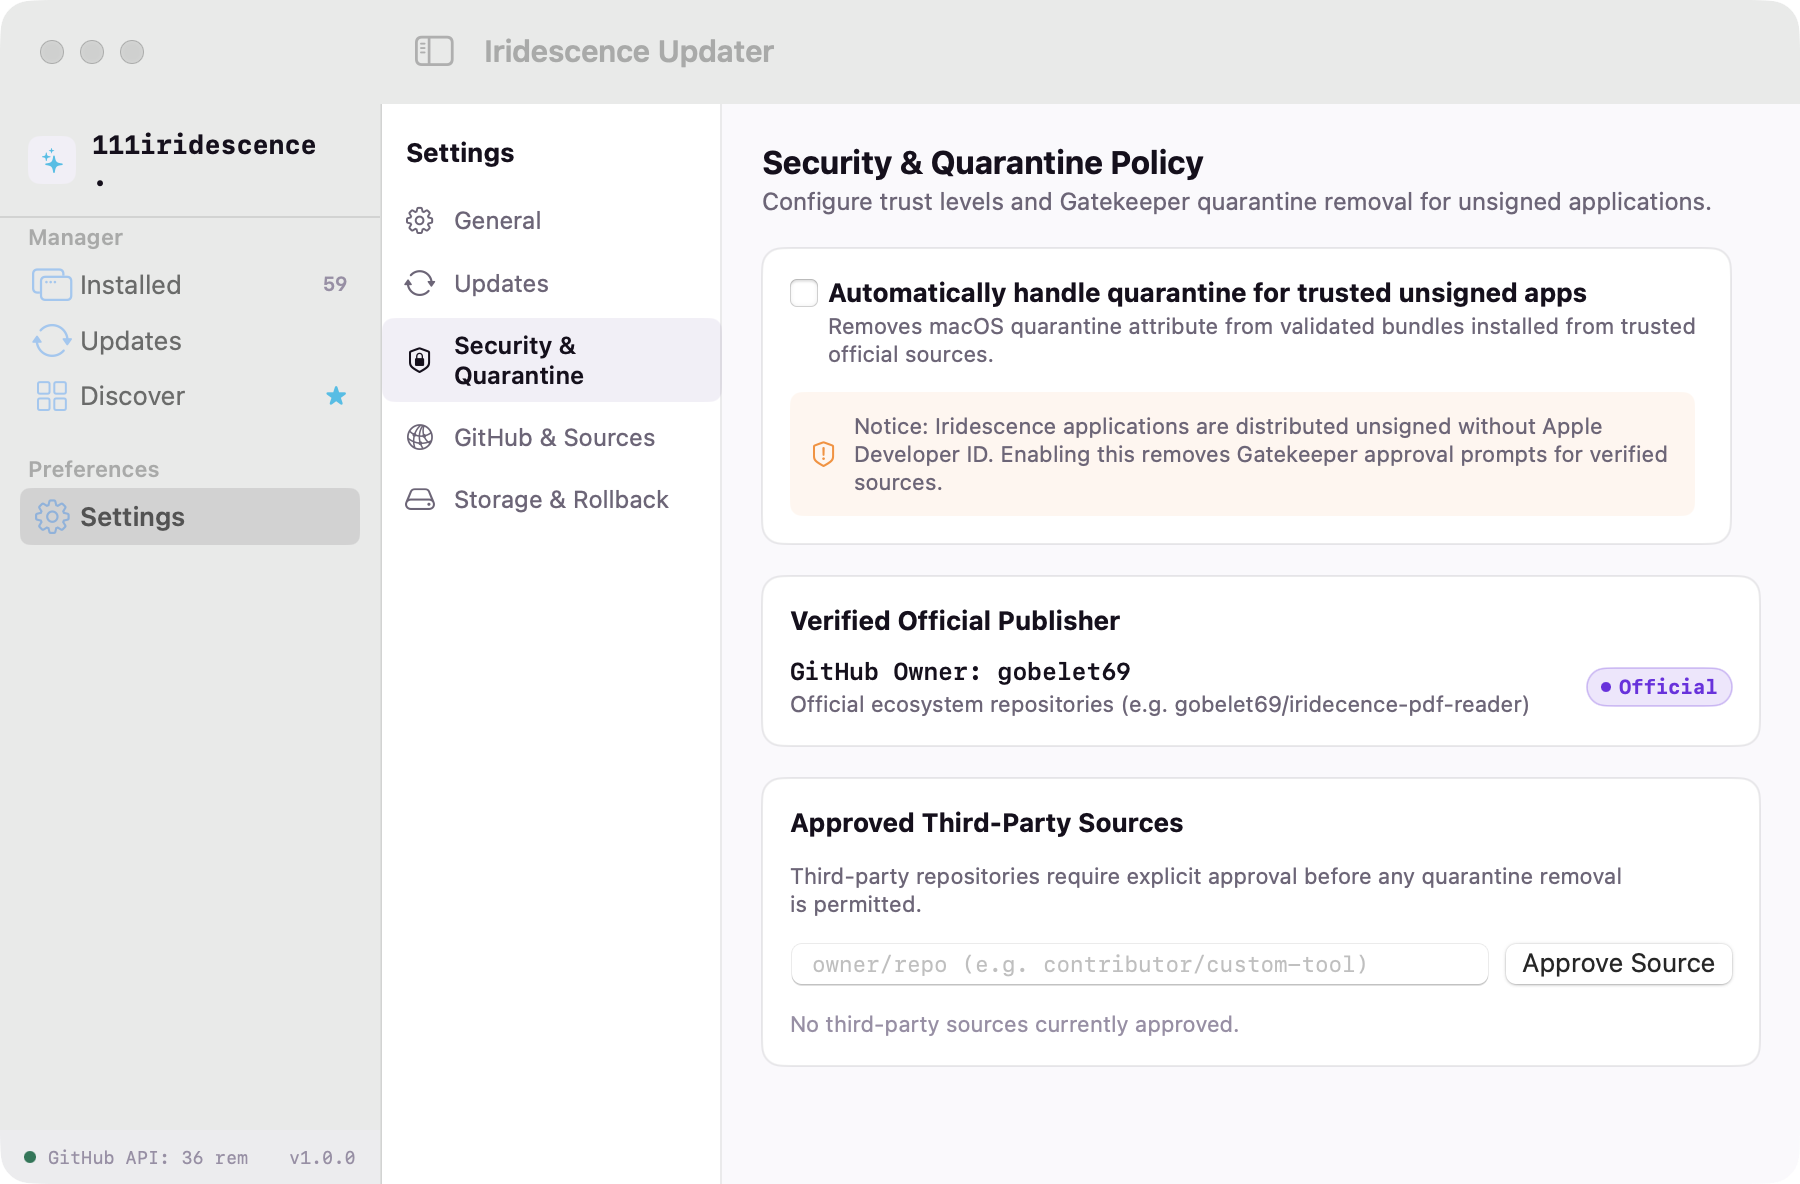 Iridescence Updater
111iridescence
.
Manager
Installed 59
Updates
Discover
Preferences
Settings
GitHub API: 36 rem v1.0.0
Settings
General
Updates
Security &
Quarantine
GitHub & Sources
Storage & Rollback
Security & Quarantine Policy
Configure trust levels and Gatekeeper quarantine removal for unsigned applications.
Automatically handle quarantine for trusted unsigned apps
Removes macOS quarantine attribute from validated bundles installed from trusted
official sources.
Notice: Iridescence applications are distributed unsigned without Apple
Developer ID. Enabling this removes Gatekeeper approval prompts for verified
sources.
Verified Official Publisher
GitHub Owner: gobelet69
Official ecosystem repositories (e.g. gobelet69/iridecence-pdf-reader)
Official
Approved Third-Party Sources
Third-party repositories require explicit approval before any quarantine removal
is permitted.
owner/repo (e.g. contributor/custom-tool)
Approve Source
No third-party sources currently approved.